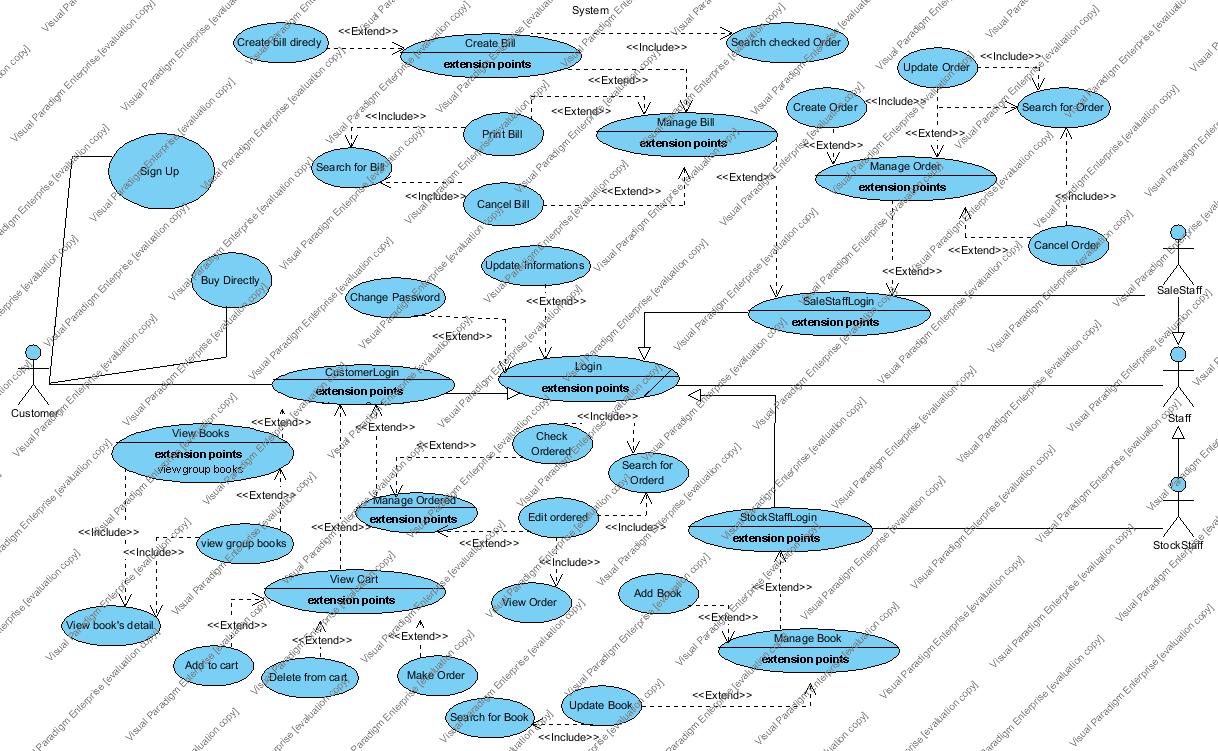 System
Create bill direcly
<<Extend>>
Create Bill
extension points
<<Include>>
Search checked Order
<<Extend>>
Update Order
<<Include>>
Create Order
<<Include>>
Search for Order
<<Include>>
Print Bill
<<Extend>>
Manage Bill
extension points
<<Extend>>
<<Extend>>
Sign Up
Search for Bill
<<Include>>
Cancel Bill
<<Extend>>
<<Extend>>
Manage Order
extension points
<<Include>>
<<Extend>>
Cancel Order
<<Extend>>
Buy Directly
Update Informations
Change Password
<<Extend>>
<<Extend>>
SaleStaffLogin
extension points
SaleStaff
Login
extension points
CustomerLogin
extension points
Customer
Staff
<<Extend>>
<<Extend>>
<<Include>>
View Books
extension points
view group books
<<Extend>>
Check
Ordered
Search for
Orderd
<<Extend>>
Manage Ordered
extension points
Edit ordered
<<Include>>
<<Extend>>
<<Extend>>
StockStaffLogin
extension points
StockStaff
<<Include>>
<<Include>>
view group books
<<Include>>
View Cart
extension points
View Order
Add Book
<<Extend>>
<<Extend>>
View book's detail
<<Extend>>
<<Extend>>
<<Extend>>
Manage Book
extension points
Add to cart
Delete from cart
Make Order
Search for Book
Update Book
<<Extend>>
<<Include>>
Visual Paradigm Enterprise [evaluation copy]